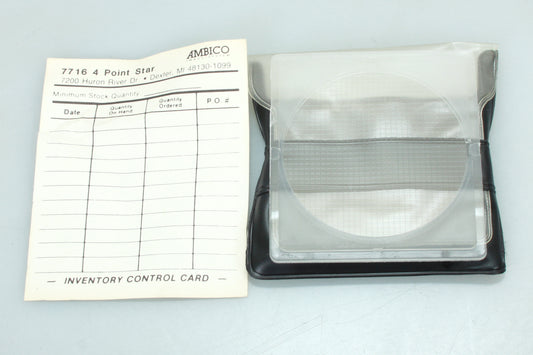 AMBICO
7716 4 Point Star
7200 Huron River Dr. • Dexter, MI 48130-1099
Minimum Stock Quantity
Date
Quantity
On Hand
Quantity
Ordered
P.O. #
— INVENTORY CONTROL CARD —